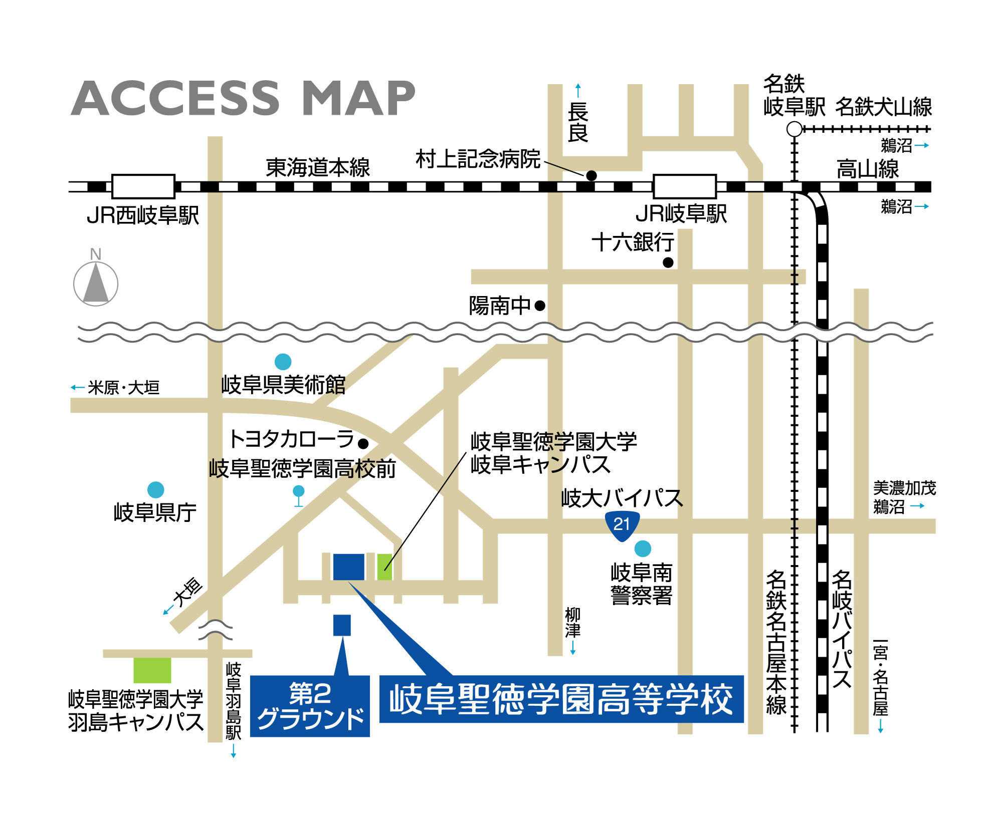 ACCESS MAP
名鉄
岐阜駅
名鉄犬山線
長良
鵜沼
村上記念病院
東海道本線
高山線
JR西岐阜駅
JR岐阜駅
鵜沼
十六銀行
N
陽南中
岐阜県美術館
米原・大垣
トヨタカローラ
岐阜聖徳学園大学
岐阜キャンパス
岐阜聖徳学園高校前
岐大バイパス
美濃加茂
鵜沼
岐阜県庁
21
岐阜南
警察署
名鉄名古屋本線
名岐バイパス
大垣
柳津
一宮・名古屋
岐阜羽島駅
岐阜聖徳学園大学
羽島キャンパス
第2
グラウンド
岐阜聖徳学園高等学校